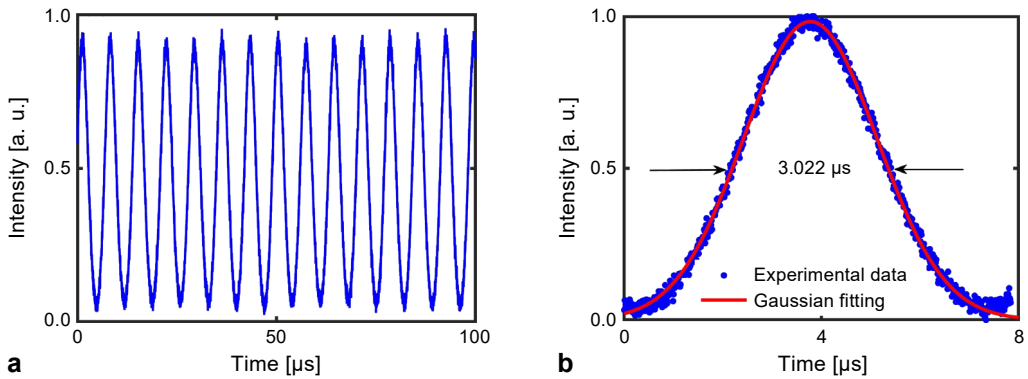 1.0
0.5
0.0
Intensity [a. u.]
0
50
100
Time [µs]
a
1.0
0.5
0.0
Intensity [a. u.]
3.022 µs
Experimental data
Gaussian fitting
0
4
8
Time [µs]
b